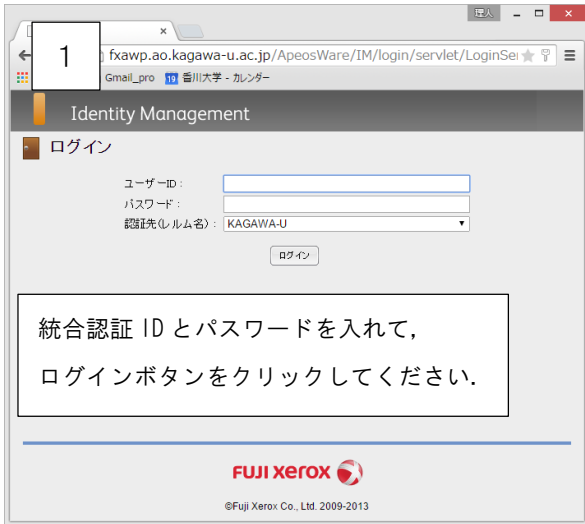 理人
1
fxawp.ao.kagawa-u.ac.jp/ApeosWare/IM/login/servlet/LoginSer
Gmail_pro 19 香川大学 - カレンダー
Identity Management
ログイン
ユーザーID :
パスワード :
認証先(レルム名) : KAGAWA-U
ログイン
統合認証 ID とパスワードを入れて,
ログインボタンをクリックしてください.
FUJI XEROX
©Fuji Xerox Co., Ltd. 2009-2013